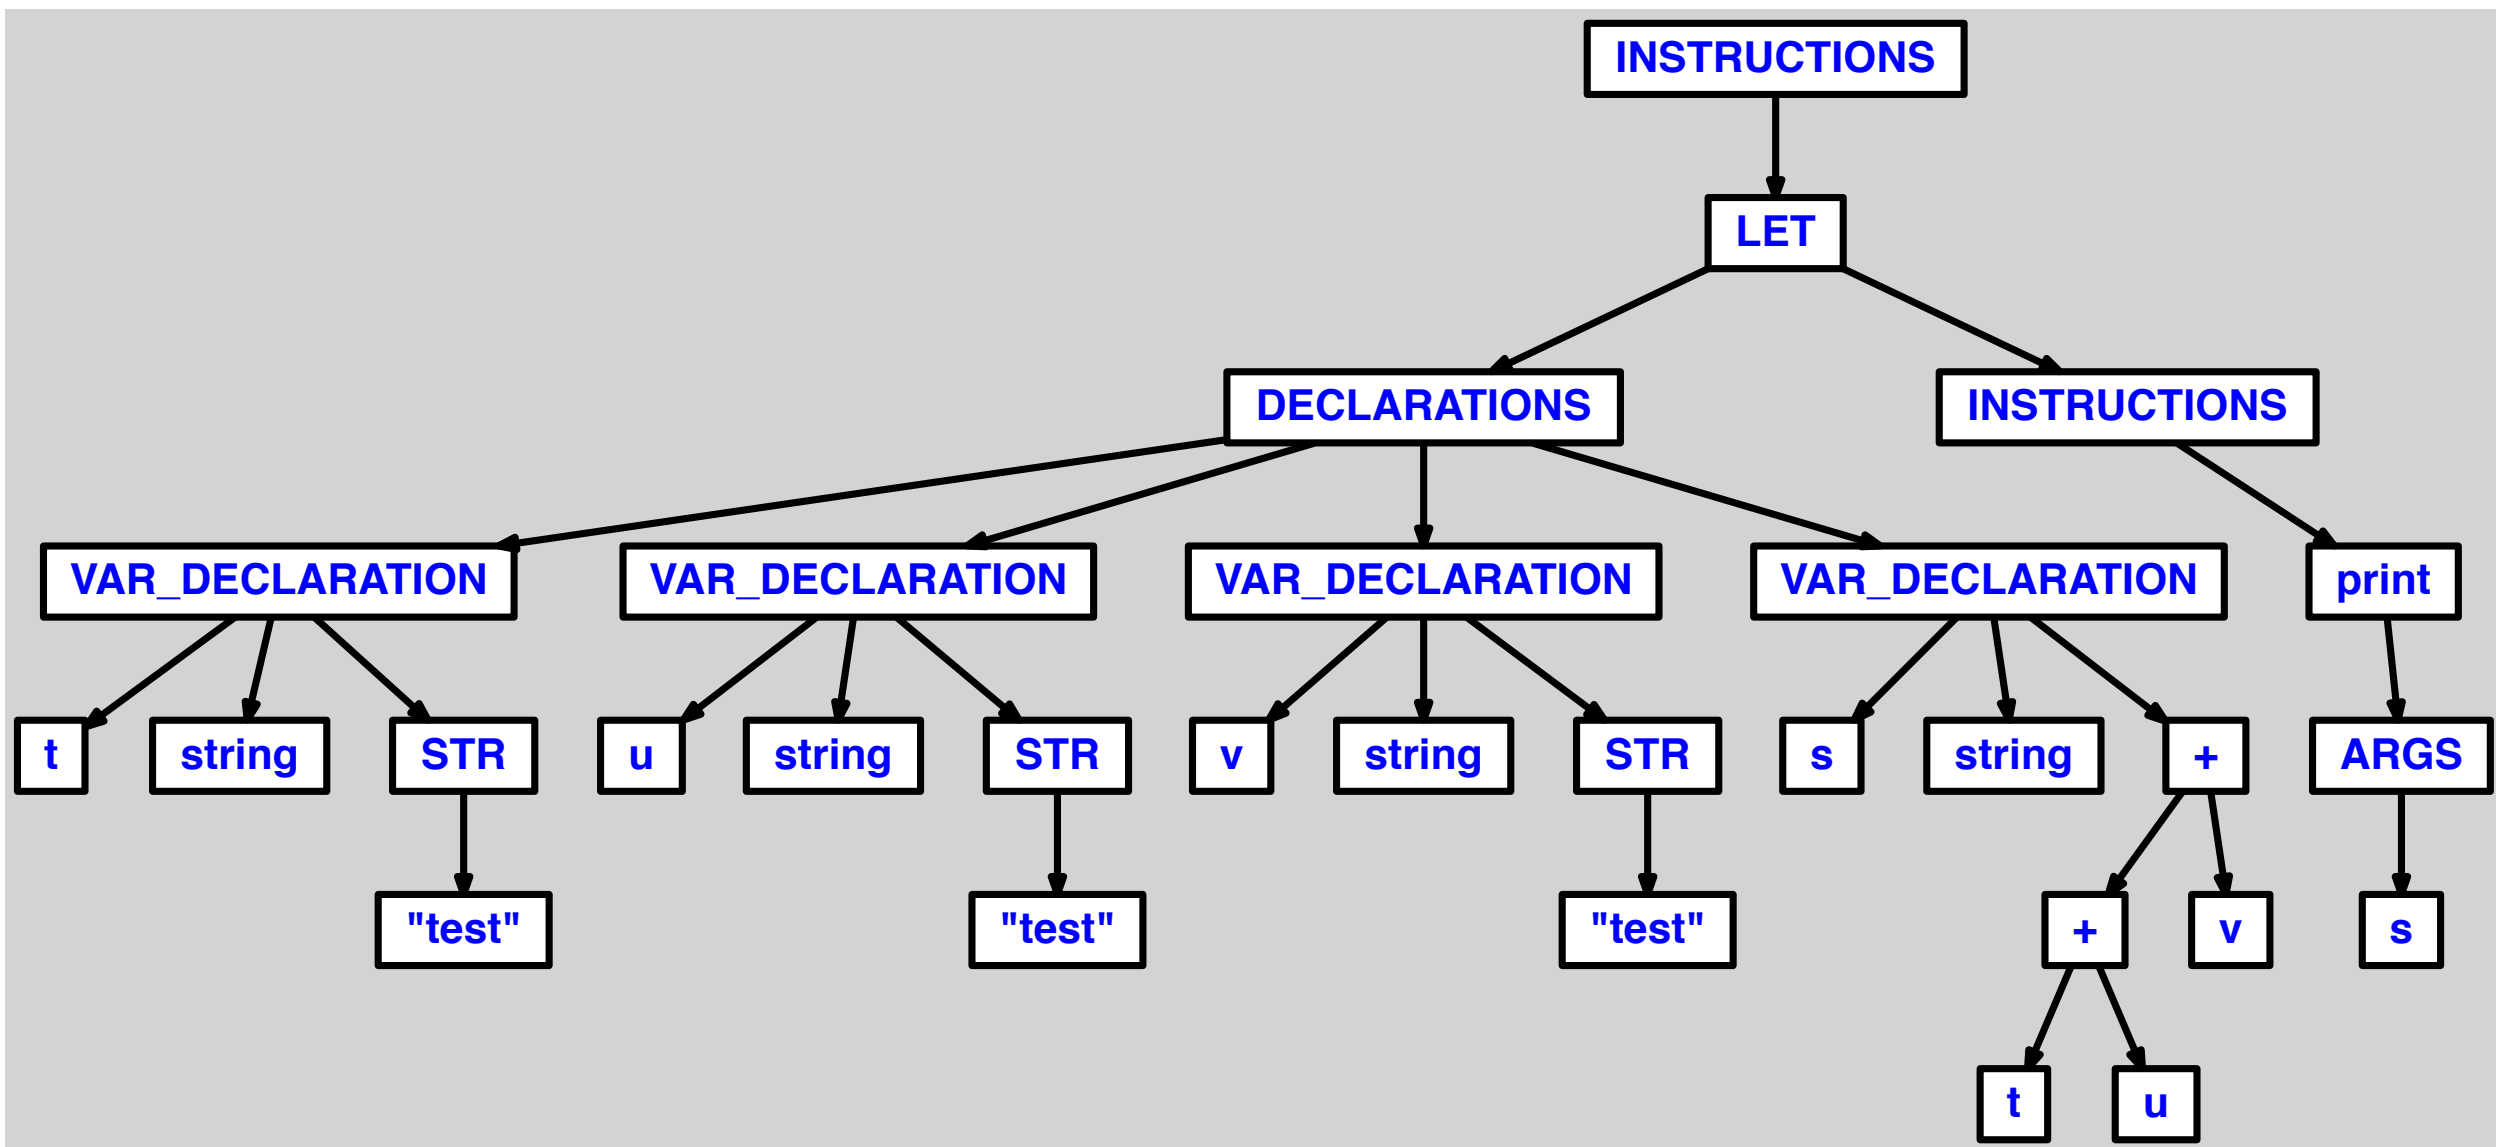 INSTRUCTIONS
LET
DECLARATIONS INSTRUCTIONS
VAR_DECLARATION VAR_DECLARATION VAR_DECLARATION VAR_DECLARATION print
t string STR u string STR v string STR s string + ARGS
"test" "test" "test" + v s
t u